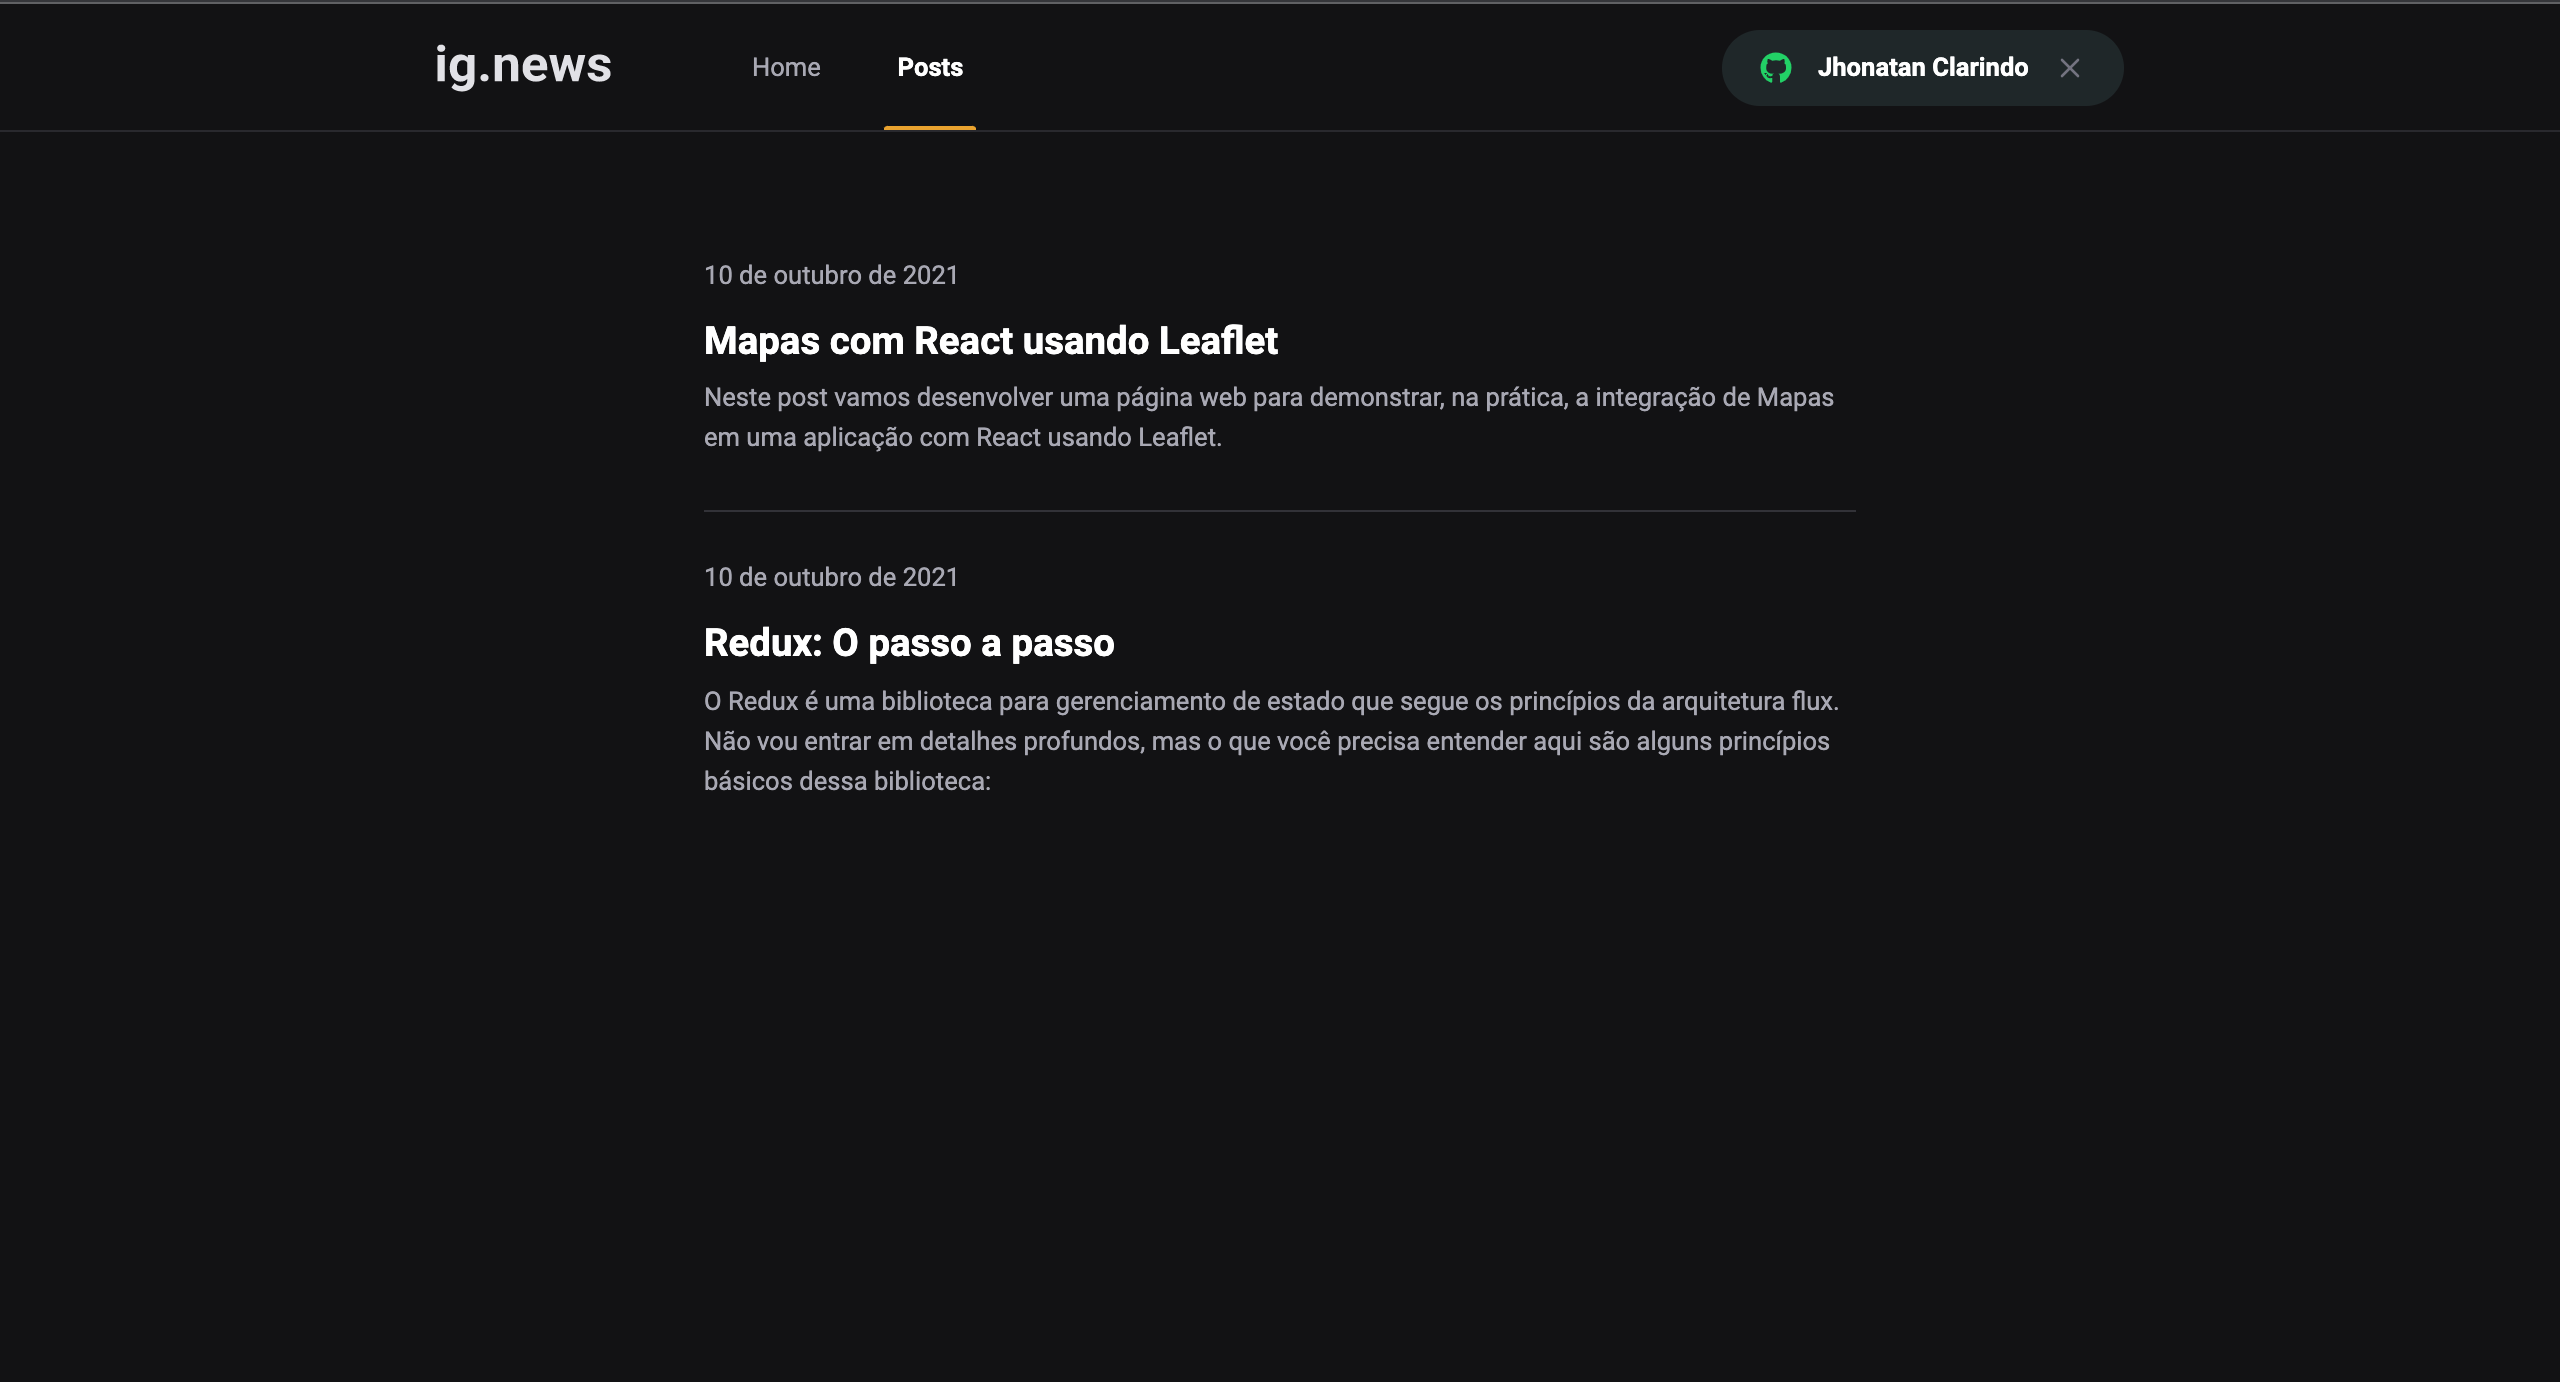 ig.news
Home
Posts
Jhonatan Clarindo
10 de outubro de 2021
Mapas com React usando Leaflet
Neste post vamos desenvolver uma página web para demonstrar, na prática, a integração de Mapas
em uma aplicação com React usando Leaflet.
10 de outubro de 2021
Redux: O passo a passo
O Redux é uma biblioteca para gerenciamento de estado que segue os princípios da arquitetura flux.
Não vou entrar em detalhes profundos, mas o que você precisa entender aqui são alguns princípios
básicos dessa biblioteca: